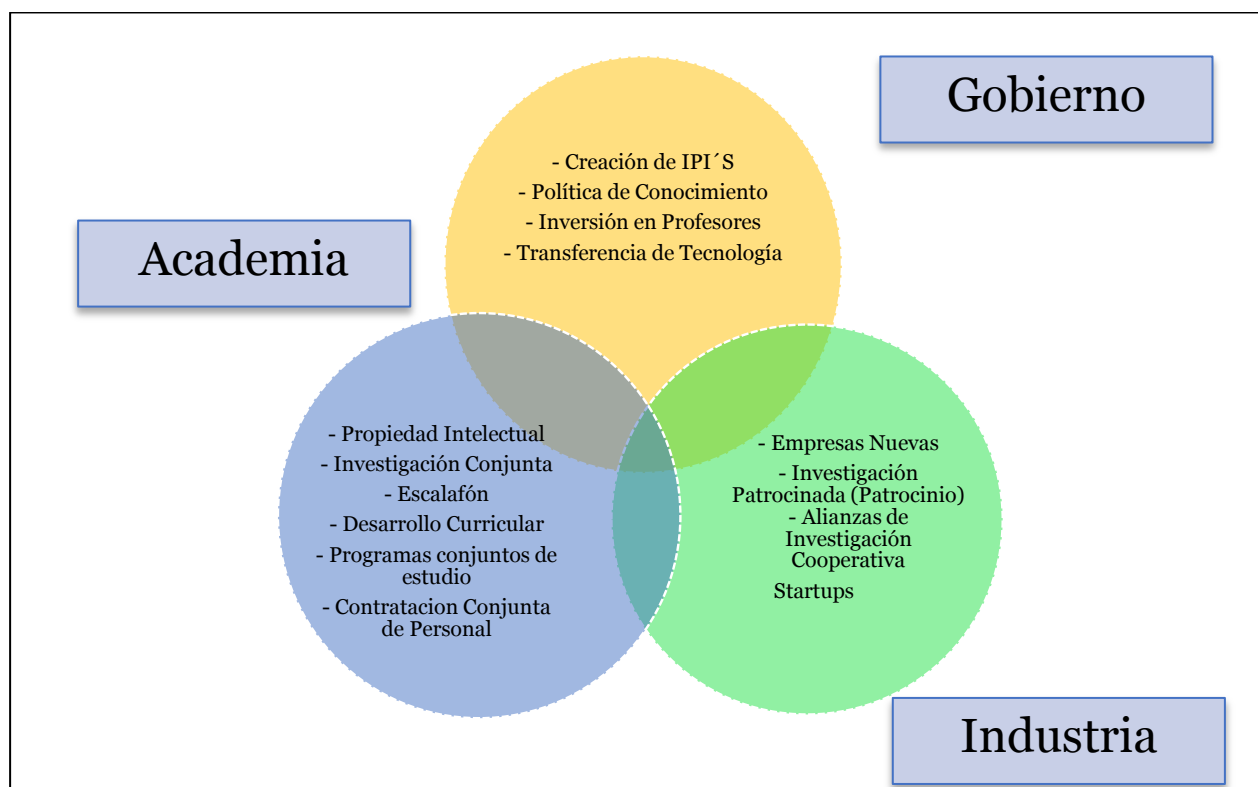 Gobierno
- Creación de IPI´S
- Política de Conocimiento
- Inversión en Profesores
- Transferencia de Tecnología
Academia
- Propiedad Intelectual
- Investigación Conjunta
- Escalafón
- Desarrollo Curricular
- Programas conjuntos de
estudio
- Contratacion Conjunta
de Personal
- Empresas Nuevas
- Investigación
Patrocinada (Patrocinio)
- Alianzas de
Investigación
Cooperativa
Startups
Industria